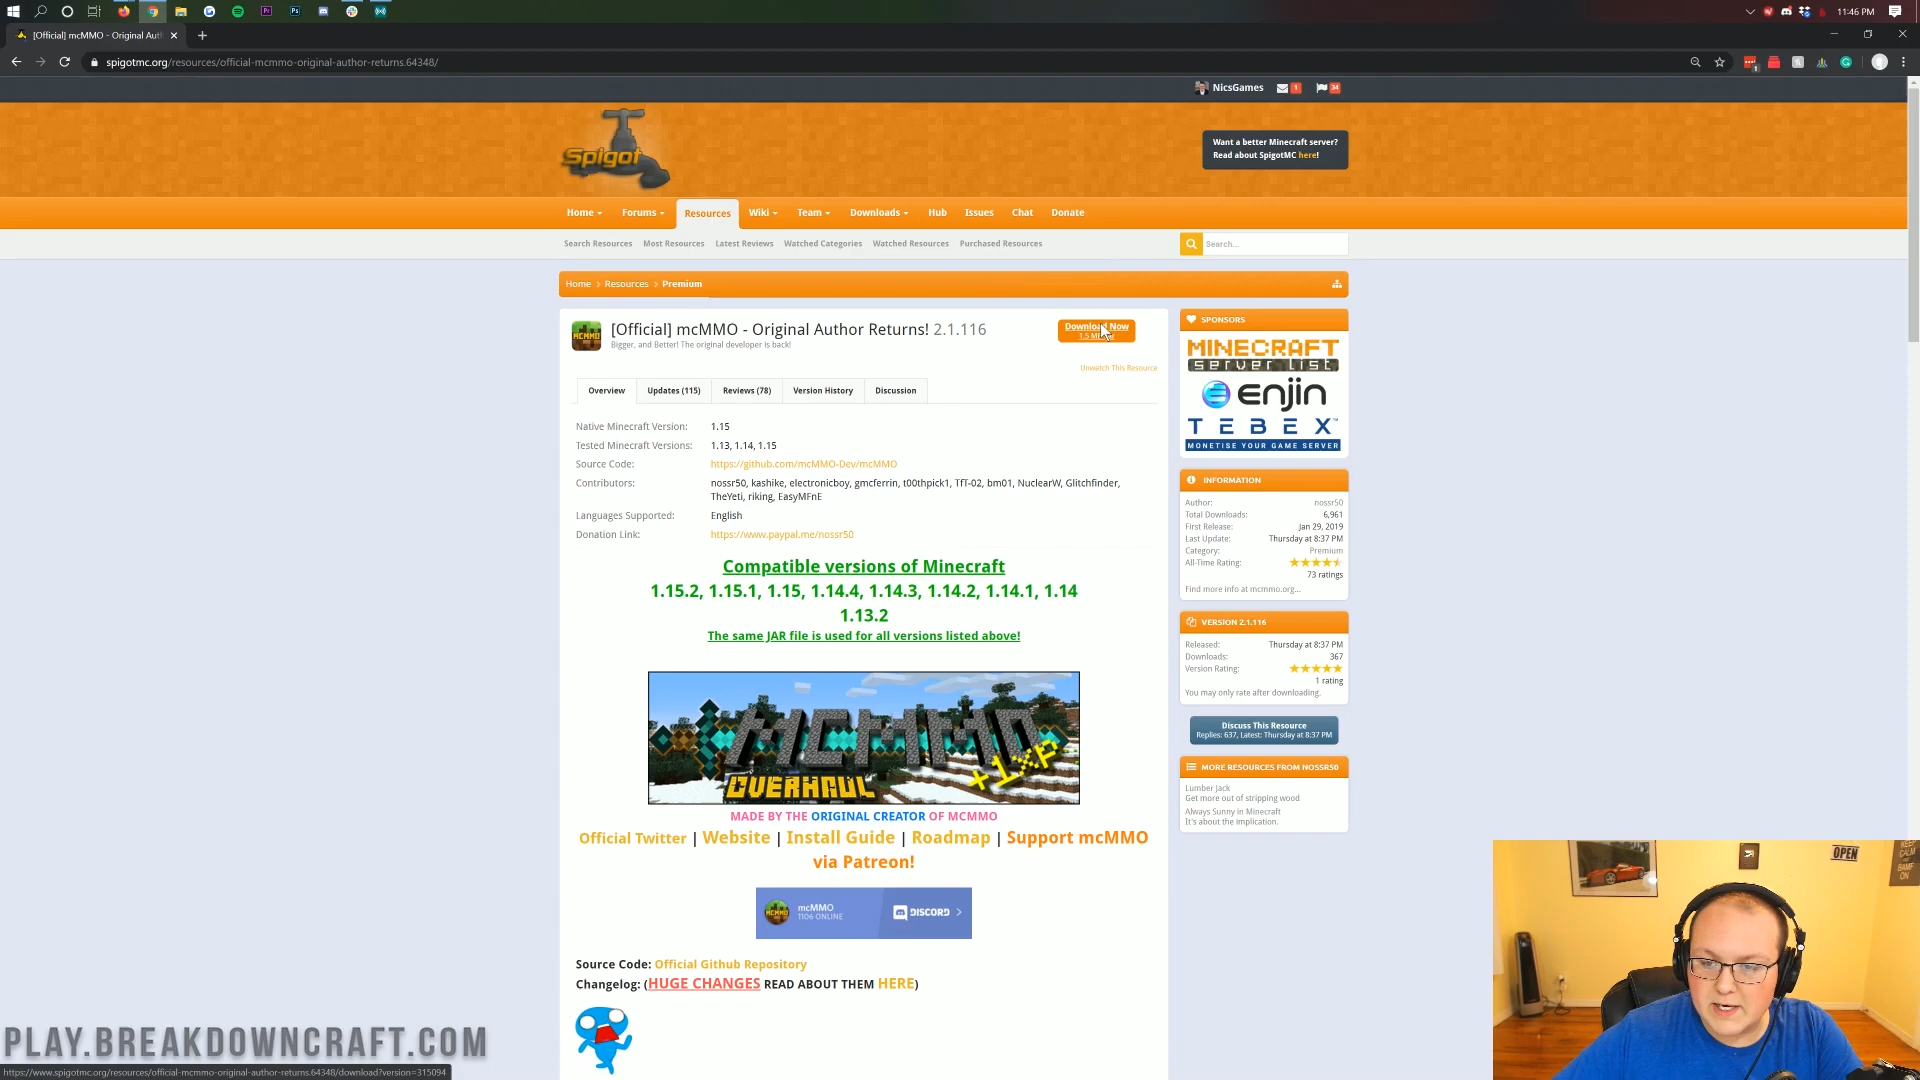 11:46 PM
[Official] mcMMO - Original Aut
spigotmc.org/resources/official-mcmmo-original-author-returns.64348/
NicsGames 1 34
Spigot
Want a better Minecraft server?
Read about SpigotMC here!
Home Forums Resources Wiki Team Downloads Hub Issues Chat Donate
Search Resources Most Resources Latest Reviews Watched Categories Watched Resources Purchased Resources
Search...
Home > Resources > Premium
[Official] mcMMO - Original Author Returns! 2.1.116
Bigger, and Better! The original developer is back!
Download Now
Unwatch This Resource
Overview Updates (115) Reviews (78) Version History Discussion
Native Minecraft Version: 1.15
Tested Minecraft Versions: 1.13, 1.14, 1.15
Source Code: https://github.com/mcMMO-Dev/mcMMO
Contributors: nossr50, kashike, electronicboy, gmcferrin, t00thpick1, TfT-02, bm01, NuclearW, Glitchfinder,
TheYeti, riking, EasyMFnE
Languages Supported: English
Donation Link: https://www.paypal.me/nossr50
Compatible versions of Minecraft
1.15.2, 1.15.1, 1.15, 1.14.4, 1.14.3, 1.14.2, 1.14.1, 1.14
1.13.2
The same JAR file is used for all versions listed above!
MCMMO
OVERHAUL
+1XP
MADE BY THE ORIGINAL CREATOR OF MCMMO
Official Twitter | Website | Install Guide | Roadmap | Support mcMMO
via Patreon!
mcMMO
1106 ONLINE
DISCORD
Source Code: Official Github Repository
Changelog: (HUGE CHANGES READ ABOUT THEM HERE)
SPONSORS
MINECRAFT
server list
enjin
TEBEX
MONETISE YOUR GAME SERVER
INFORMATION
Author: nossr50
Total Downloads: 6,961
First Release: Jan 29, 2019
Last Update: Thursday at 8:37 PM
Category: Premium
All-Time Rating:
73 ratings
Find more info at mcmmo.org...
VERSION 2.1.116
Released: Thursday at 8:37 PM
Downloads: 367
Version Rating:
1 rating
You may only rate after downloading.
Discuss This Resource
Replies: 637, Latest: Thursday at 8:37 PM
MORE RESOURCES FROM NOSSR50
Lumber Jack
Get more out of stripping wood
Always Sunny in Minecraft
It's about the implication.
OPEN
KEEP
CALM
AND
ON
PLAY.BREAKDOWNCRAFT.COM
https://www.spigotmc.org/resources/official-mcmmo-original-author-returns.64348/download?version=315094